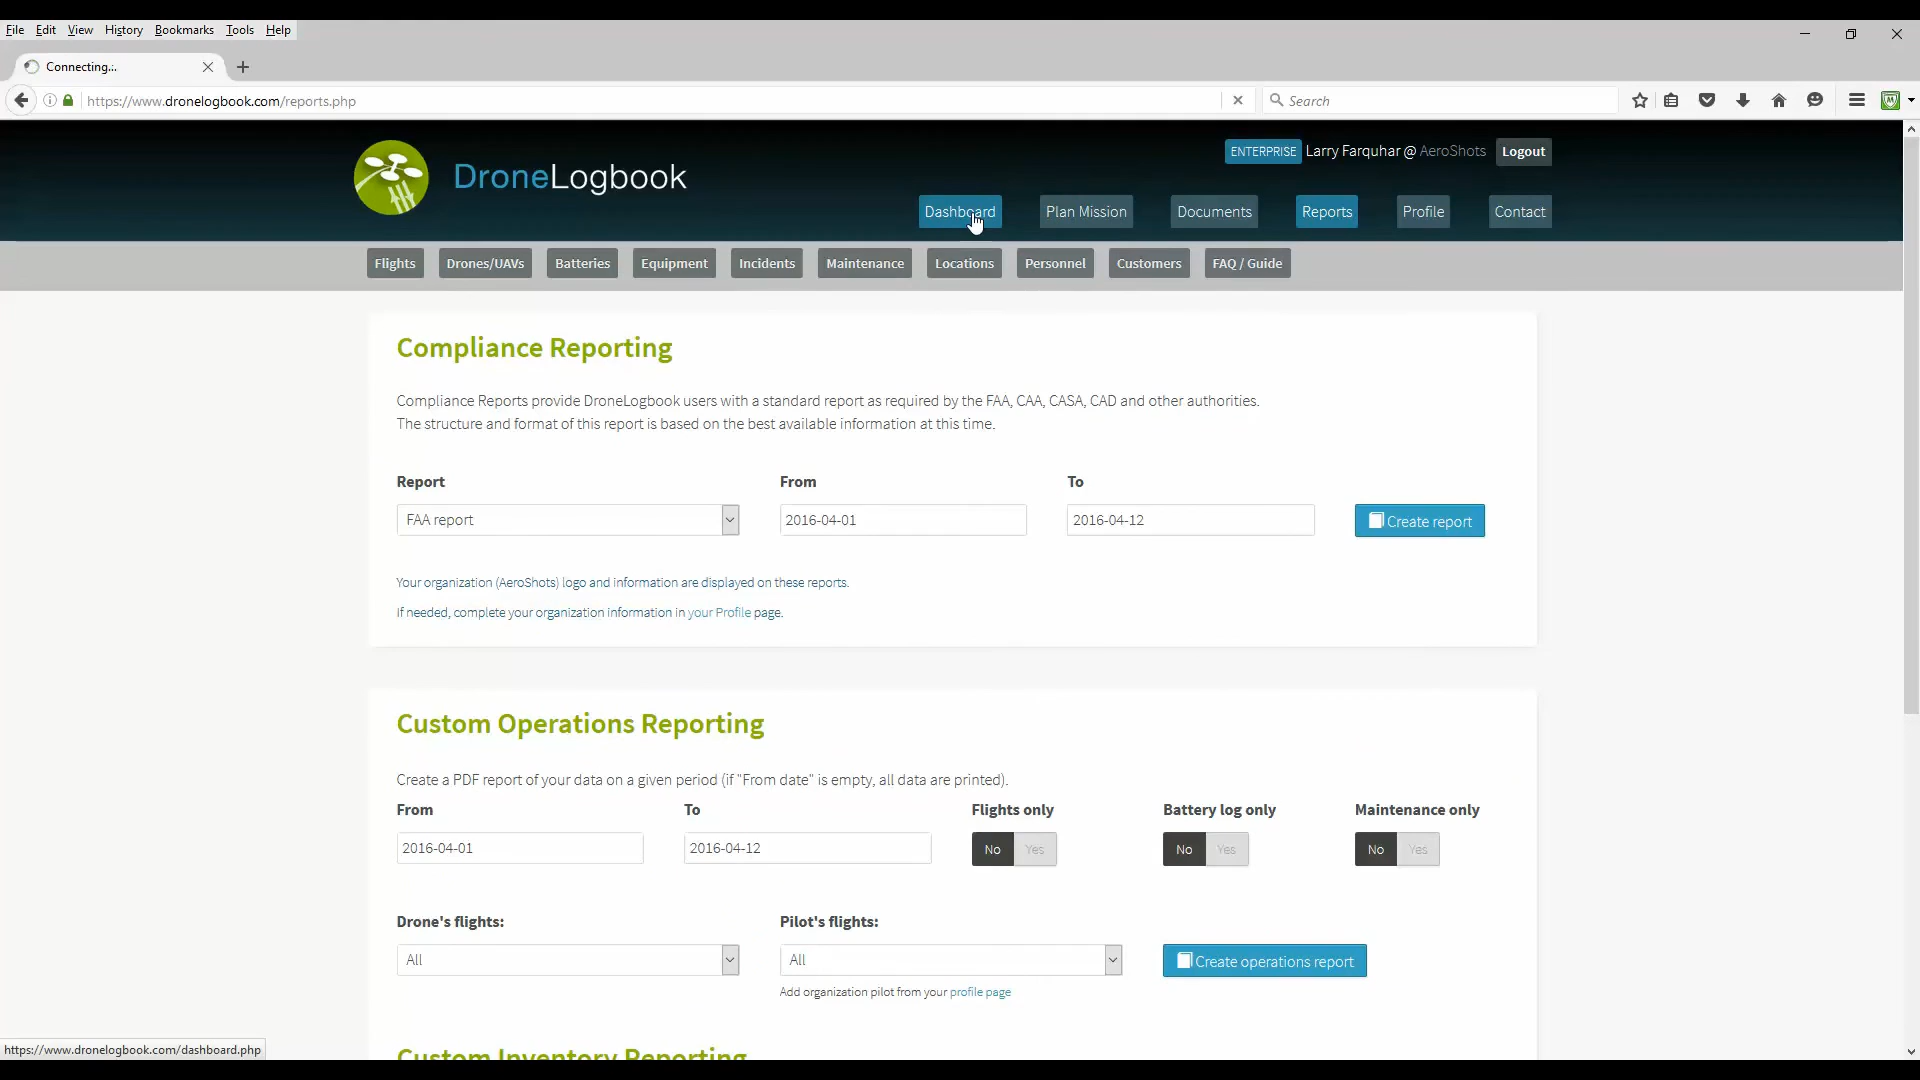 File Edit View History Bookmarks Tools Help
Connecting...
https://www.dronelogbook.com/reports.php
Search
DroneLogbook
ENTERPRISE Larry Farquhar @ AeroShots Logout
Dashboard Plan Mission Documents Reports Profile Contact
Flights Drones/UAVs Batteries Equipment Incidents Maintenance Locations Personnel Customers FAQ / Guide
Compliance Reporting
Compliance Reports provide DroneLogbook users with a standard report as required by the FAA, CAA, CASA, CAD and other authorities.
The structure and format of this report is based on the best available information at this time.
Report From To
FAA report 2016-04-01 2016-04-12 Create report
Your organization (AeroShots) logo and information are displayed on these reports.
If needed, complete your organization information in your Profile page.
Custom Operations Reporting
Create a PDF report of your data on a given period (if "From date" is empty, all data are printed).
From To Flights only Battery log only Maintenance only
2016-04-01 2016-04-12 No Yes No Yes No Yes
Drone's flights: Pilot's flights:
All All Create operations report
Add organization pilot from your profile page
Custom Inventory Reporting
https://www.dronelogbook.com/dashboard.php